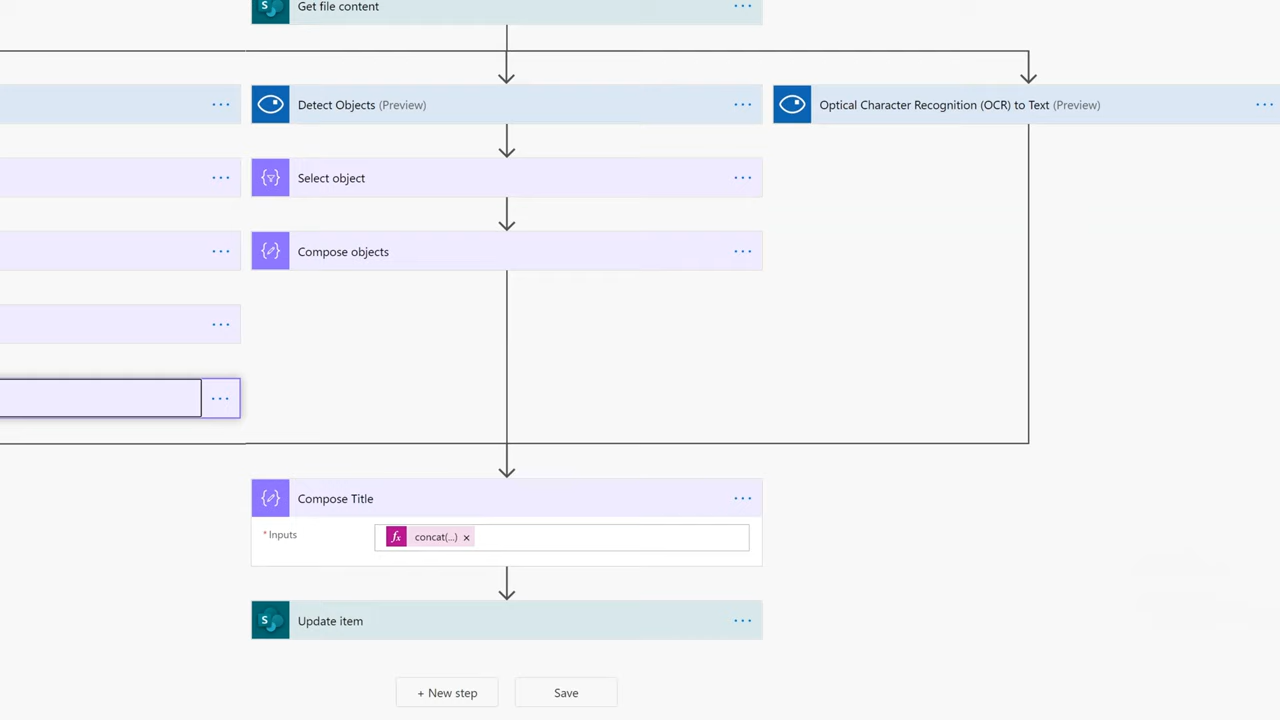 Get file content
Detect Objects (Preview)
Optical Character Recognition (OCR) to Text (Preview)
Select object
Compose objects
Compose Title
* Inputs
fx concat(...) ×
S Update item
+ New step
Save